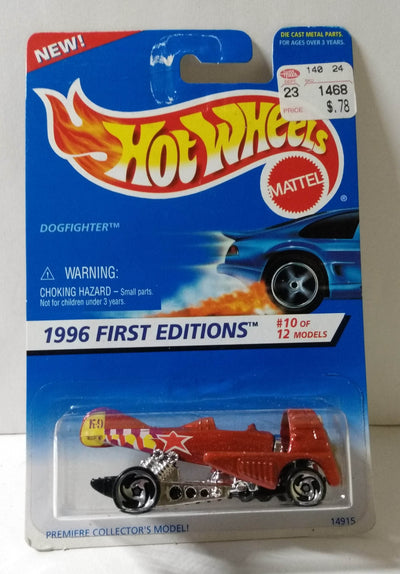 NEW!
DIE CAST METAL PARTS.
FOR AGES OVER 3 YEARS.
140 24
DEPT.
23 1468
PRICE $.78
HOT WHEELS
MATTEL
®
DOGFIGHTER™
WARNING:
CHOKING HAZARD – Small parts.
Not for children under 3 years.
1996 FIRST EDITIONS™
#10 OF
12 MODELS
PREMIERE COLLECTOR'S MODEL!
14915